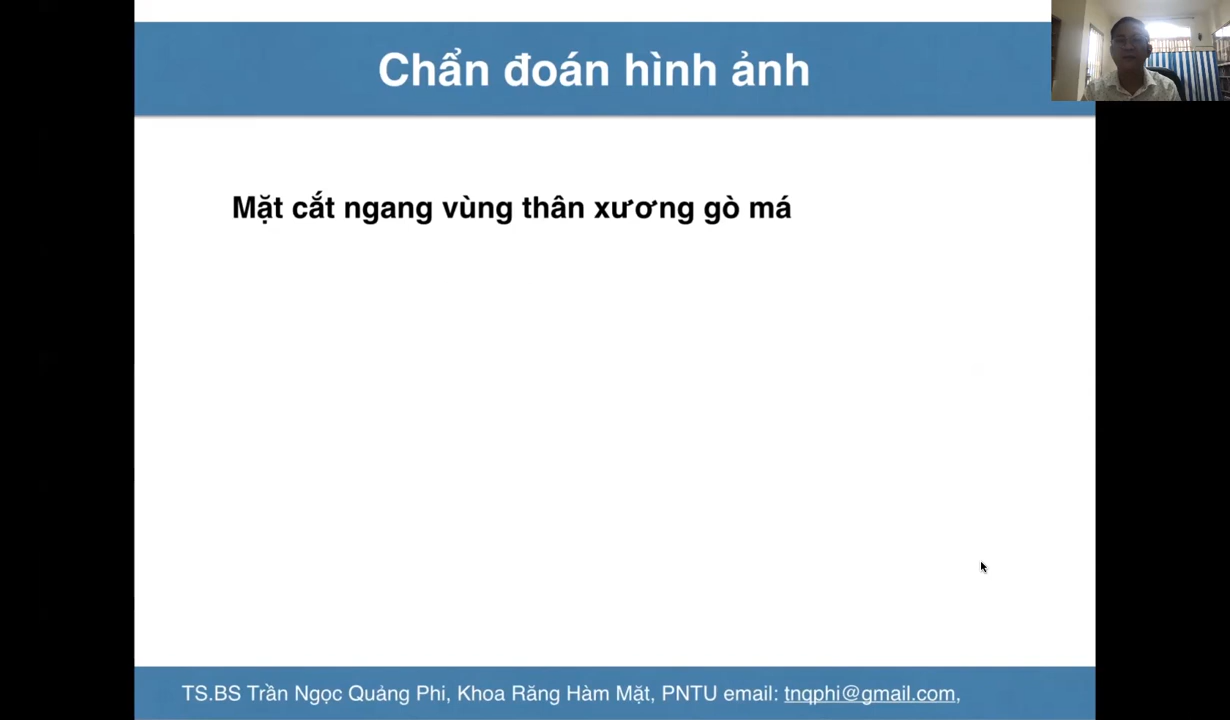 Chẩn đoán hình ảnh
Mặt cắt ngang vùng thân xương gò má
TS.BS Trần Ngọc Quảng Phi, Khoa Răng Hàm Mặt, PNTU email: tnqphi@gmail.com,